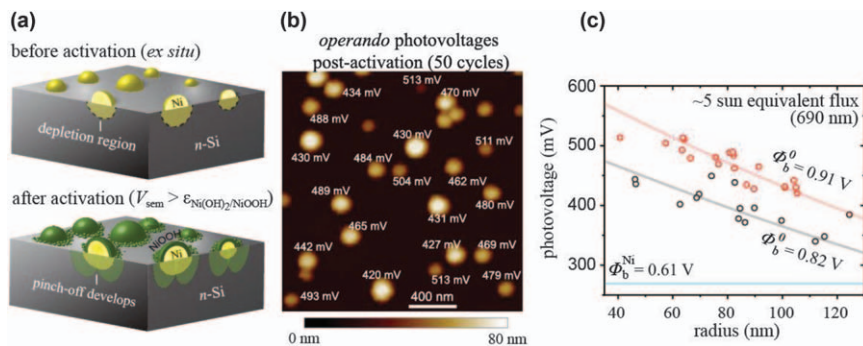 (a)
before activation (ex situ)
Ni
depletion region
n-Si
after activation (Vsem > εNi(OH)2/NiOOH)
NiOOH
Ni
pinch-off develops
n-Si
(b)
operando photovoltages
post-activation (50 cycles)
513 mV
434 mV
470 mV
488 mV
430 mV
430 mV
511 mV
484 mV
504 mV
462 mV
489 mV
480 mV
431 mV
465 mV
442 mV
427 mV
469 mV
513 mV
420 mV
479 mV
493 mV
400 nm
0 nm
80 nm
(c)
600
500
400
300
photovoltage (mV)
~5 sun equivalent flux
(690 nm)
Φb0 = 0.91 V
Φb0 = 0.82 V
ΦbNi = 0.61 V
40
60
80
100
120
radius (nm)